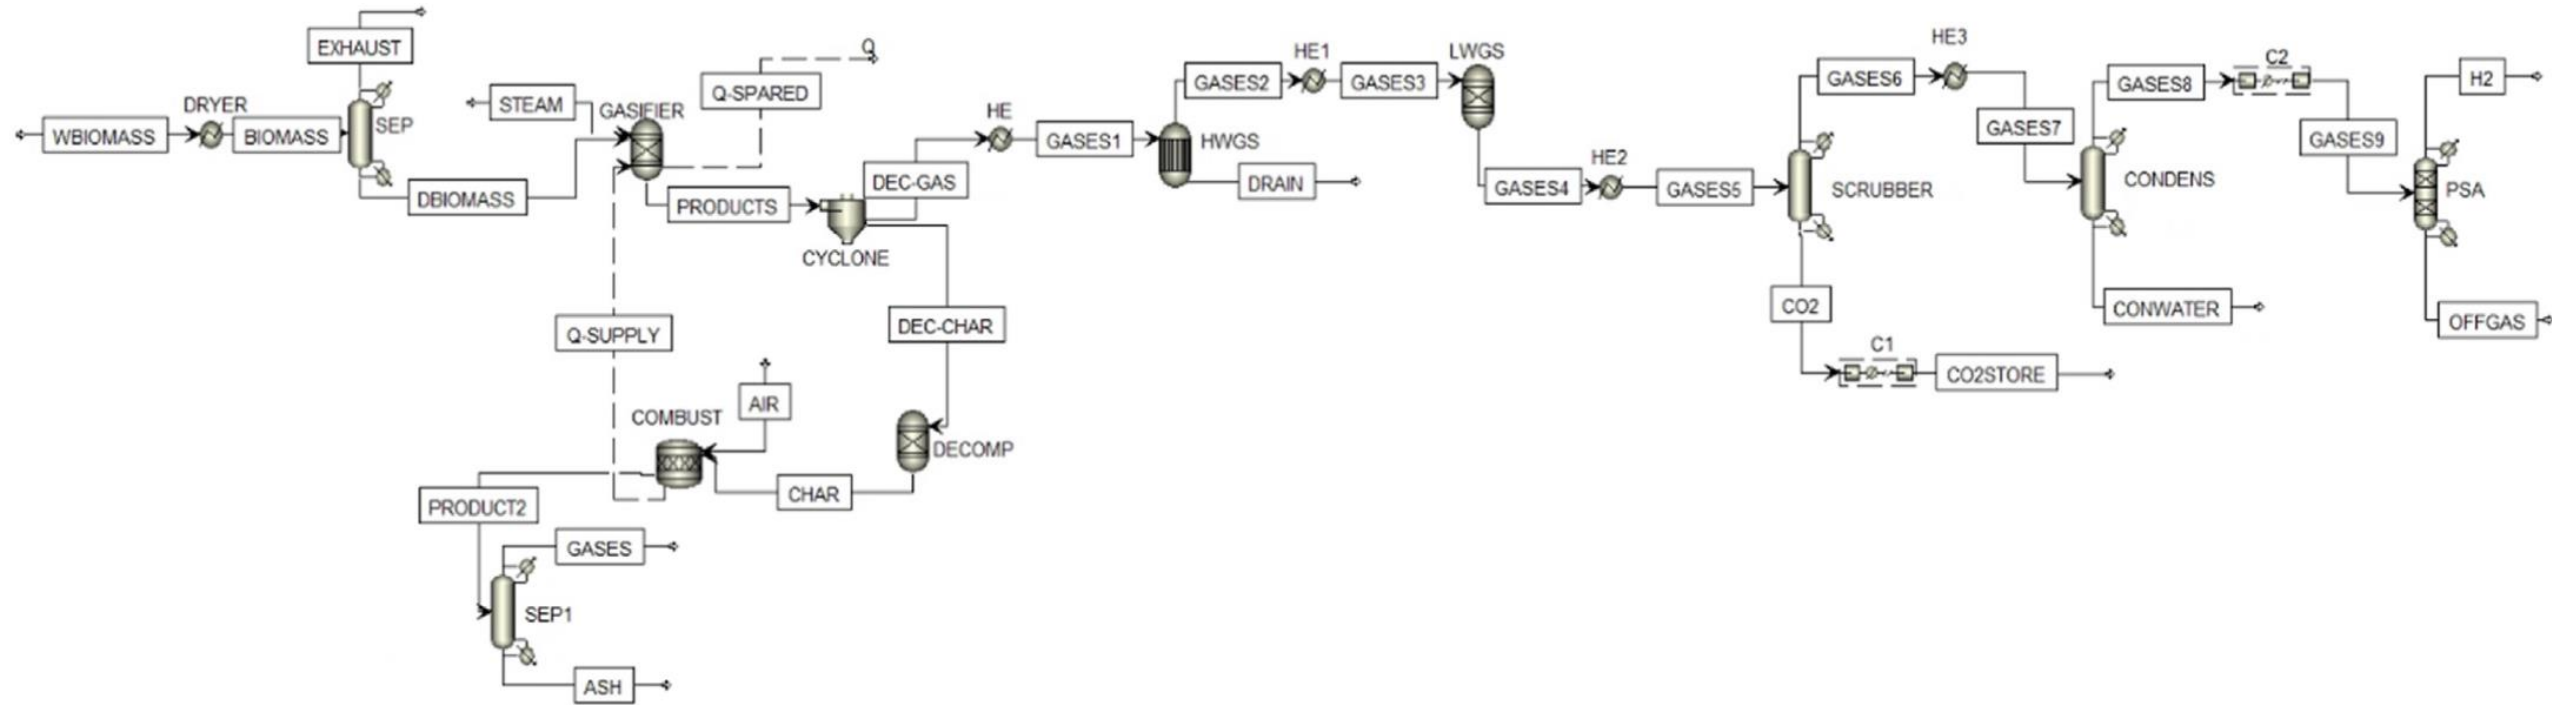 EXHAUST
DRYER
WBIOMASS
BIOMASS
SEP
DBIOMASS
STEAM
GASIFIER
Q-SPARED
Q
PRODUCTS
CYCLONE
DEC-GAS
HE
GASES1
HWGS
DRAIN
GASES2
HE1
GASES3
LWGS
GASES4
HE2
GASES5
SCRUBBER
GASES6
HE3
GASES7
CONDENS
GASES8
C2
GASES9
PSA
H2
OFFGAS
CONWATER
CO2
C1
CO2STORE
DEC-CHAR
DECOMP
CHAR
AIR
COMBUST
Q-SUPPLY
PRODUCT2
GASES
SEP1
ASH